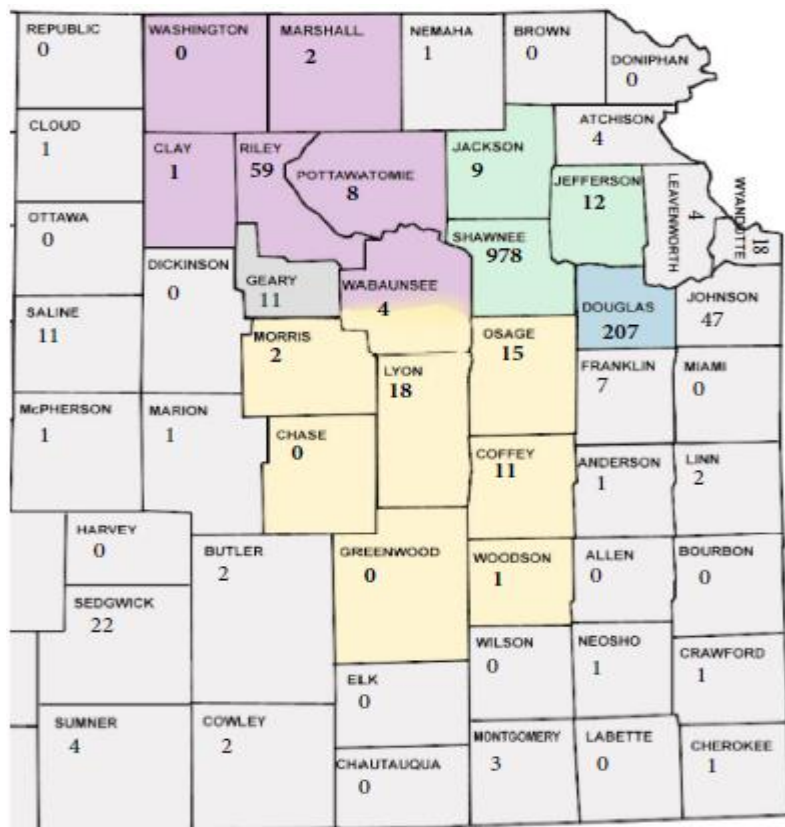 REPUBLIC
0
WASHINGTON
0
MARSHALL
2
NEMAHA
1
BROWN
0
DONIPHAN
0
CLOUD
1
CLAY
1
RILEY
59
POTTAWATOMIE
8
JACKSON
9
ATCHISON
4
JEFFERSON
12
LEAVENWORTH
4
WYANDOTTE
18
OTTAWA
0
DICKINSON
0
GEARY
11
WABAUNSEE
4
SHAWNEE
978
DOUGLAS
207
JOHNSON
47
SALINE
11
MORRIS
2
LYON
18
OSAGE
15
FRANKLIN
7
MIAMI
0
McPHERSON
1
MARION
1
CHASE
0
COFFEY
11
ANDERSON
1
LINN
2
HARVEY
0
BUTLER
2
GREENWOOD
0
WOODSON
1
ALLEN
0
BOURBON
0
SEDGWICK
22
WILSON
0
NEOSHO
1
CRAWFORD
1
ELK
0
SUMNER
4
COWLEY
2
CHAUTAUQUA
0
MONTGOMERY
3
LABETTE
0
CHEROKEE
1